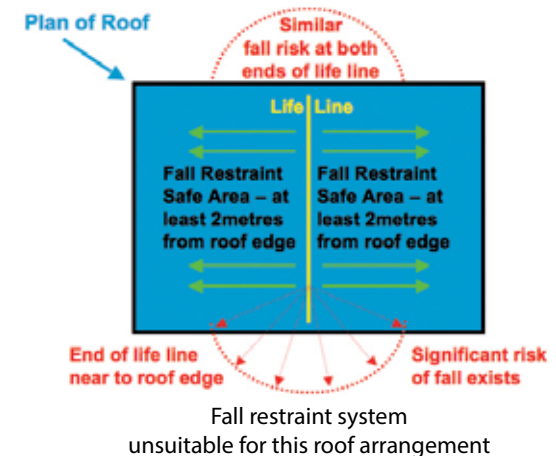 Plan of Roof
Similar
fall risk at both
ends of life line
Life Line
Fall Restraint
Safe Area – at
least 2metres
from roof edge
Fall Restraint
Safe Area – at
least 2metres
from roof edge
End of life line
near to roof edge
Significant risk
of fall exists
Fall restraint system
unsuitable for this roof arrangement